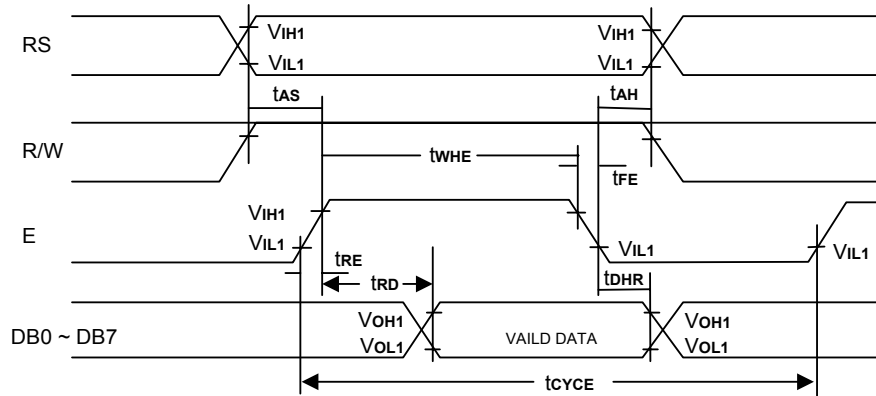 RS
VIH1
VIL1
VIH1
VIL1
tAS
tAH
R/W
tWHE
tFE
E
VIH1
VIL1
VIL1
VIL1
tRE
tRD
tDHR
DB0 ~ DB7
VOH1
VOL1
VAILD DATA
VOH1
VOL1
tCYCE